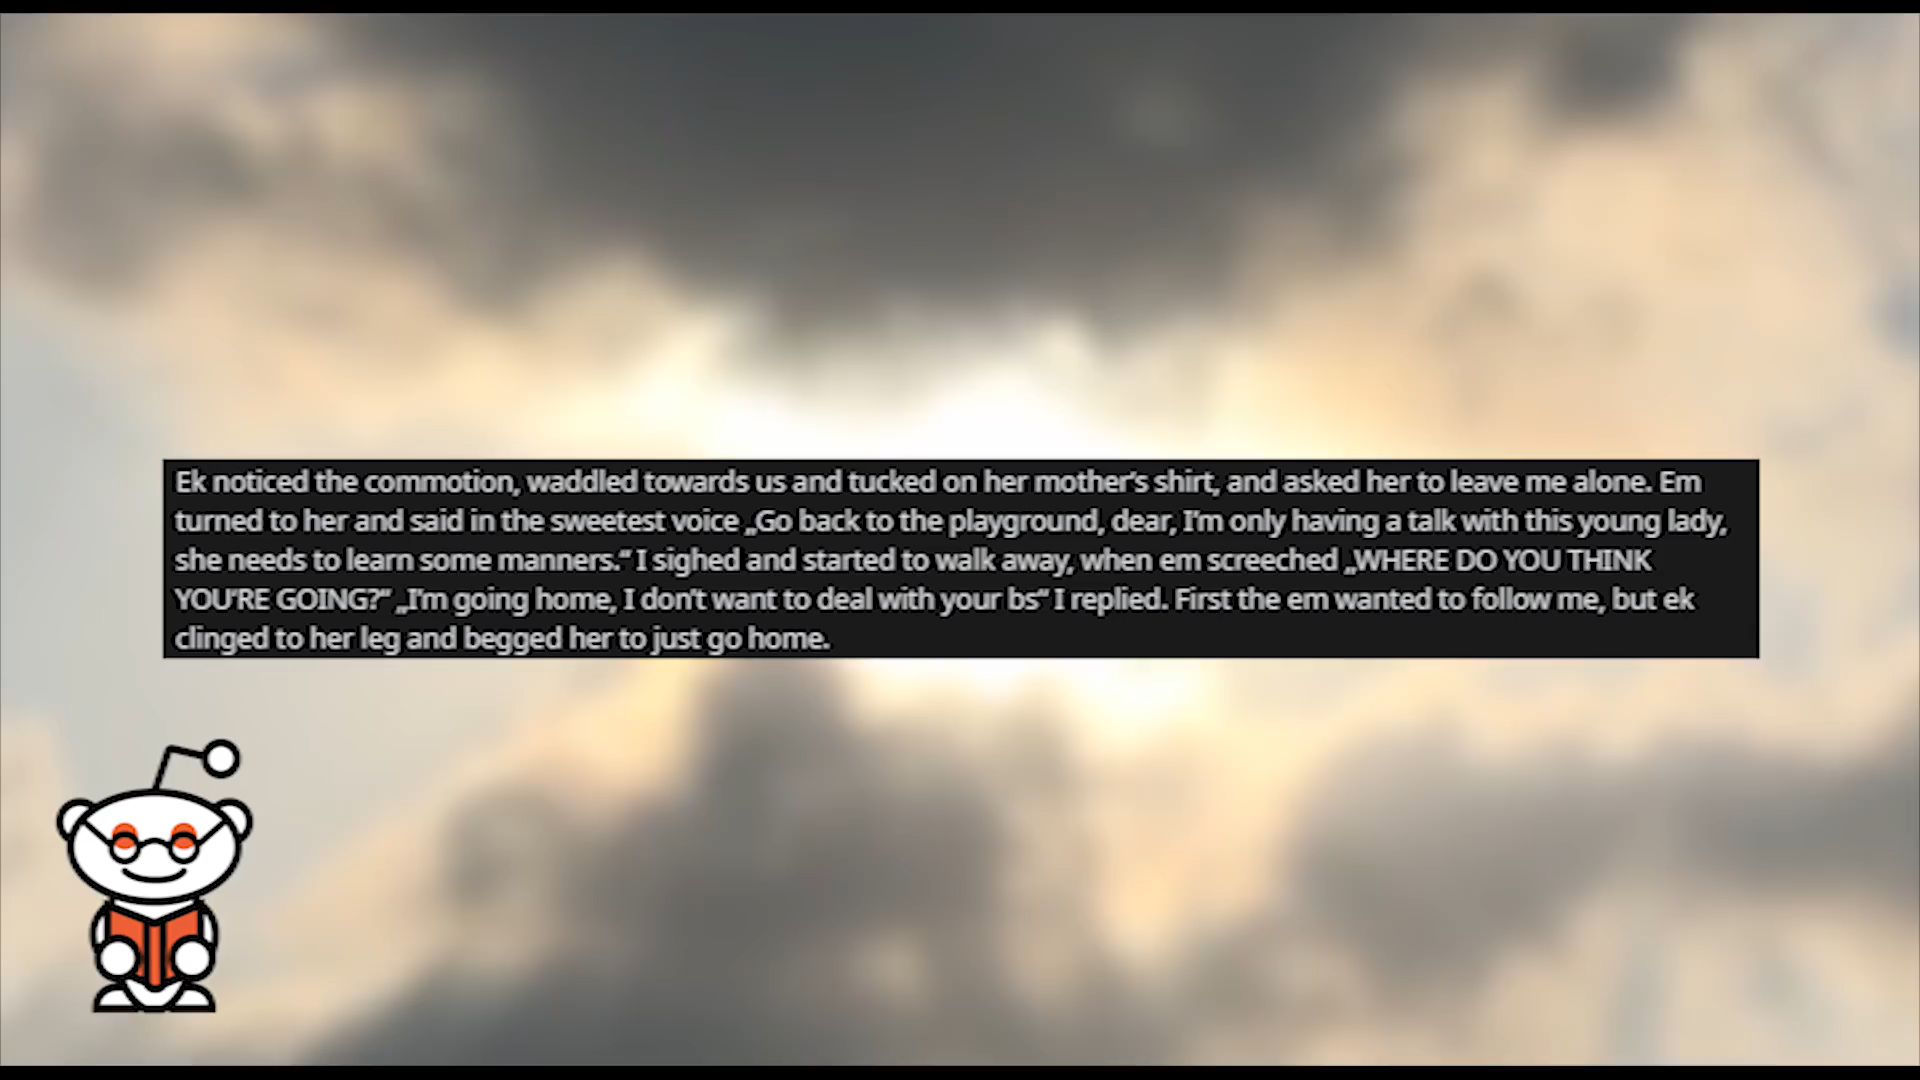 Ek noticed the commotion, waddled towards us and tucked on her mother's shirt, and asked her to leave me alone. Em
turned to her and said in the sweetest voice „Go back to the playground, dear, I'm only having a talk with this young lady,
she needs to learn some manners.“ I sighed and started to walk away, when em screeched „WHERE DO YOU THINK
YOU'RE GOING?“ „I'm going home, I don't want to deal with your bs“ I replied. First the em wanted to follow me, but ek
clinged to her leg and begged her to just go home.